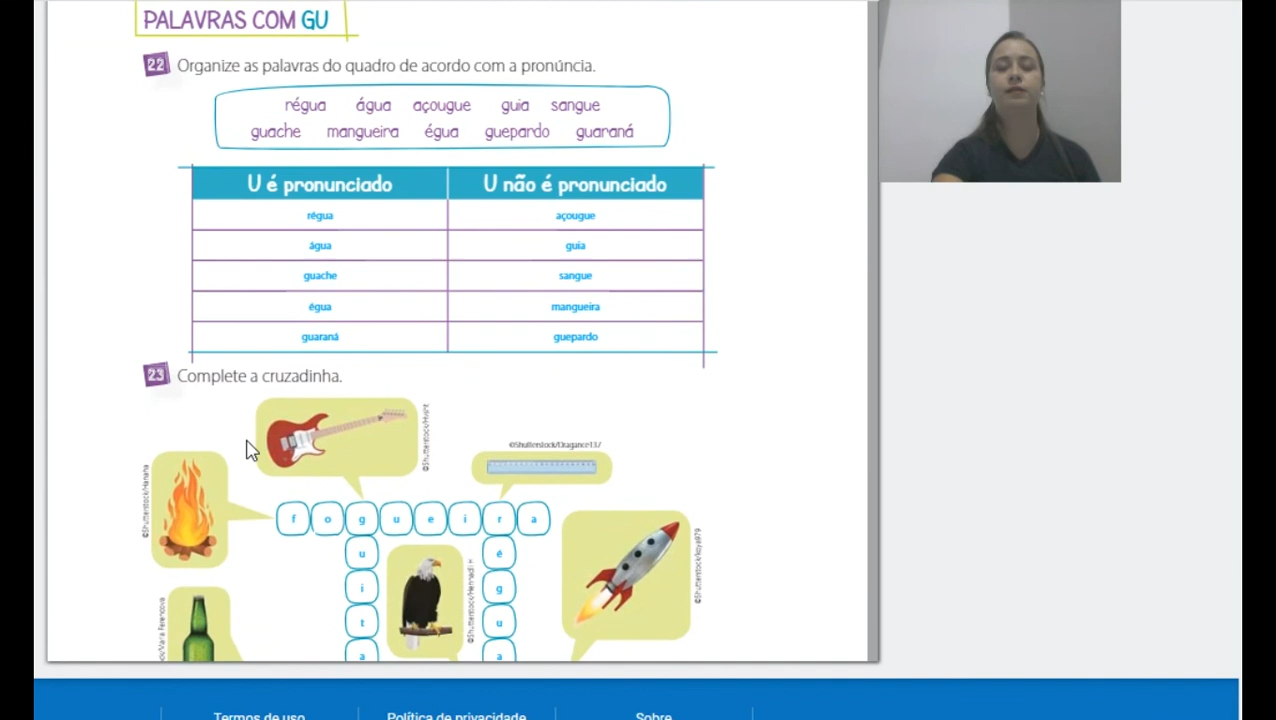 PALAVRAS COM GU
22 Organize as palavras do quadro de acordo com a pronúncia.
régua água açougue guia sangue
guache mangueira égua guepardo guaraná
U é pronunciado U não é pronunciado
régua açougue
água guia
guache sangue
égua mangueira
guaraná guepardo
23 Complete a cruzadinha.
©Shutterstock/Dragance137
f o g u e i r a
u é
i g
t u
a a
Termos de uso Política de privacidade Sobre